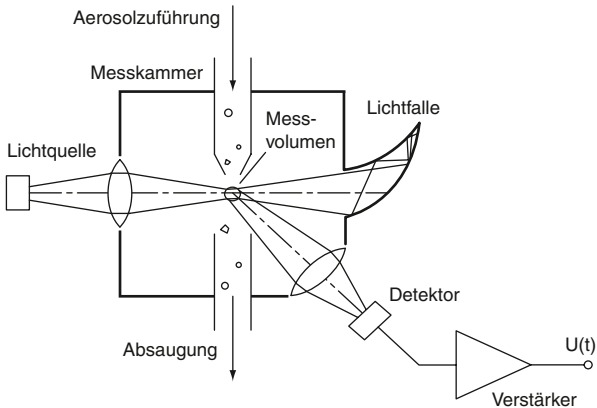 Aerosolzuführung
Messkammer
Lichtfalle
Mess-
volumen
Lichtquelle
Detektor
Absaugung
U(t)
Verstärker